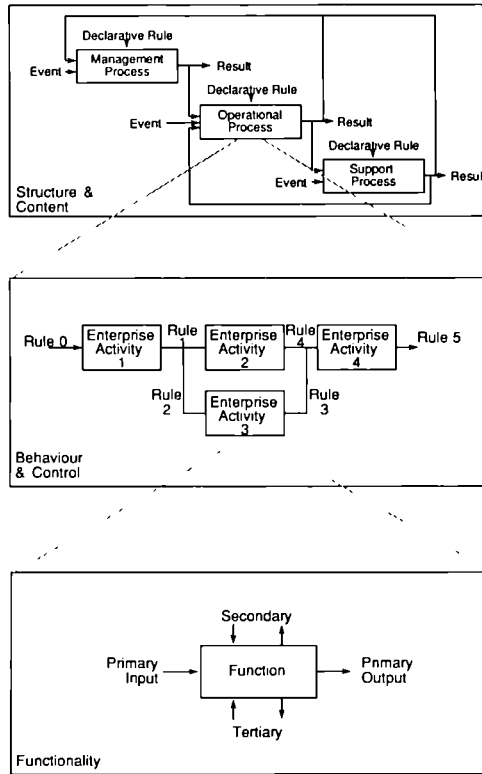 Declarative Rule
Management
Process
Event
Result
Declarative Rule
Operational
Process
Event
Result
Declarative Rule
Support
Process
Event
Result
Structure &
Content
Rule 0
Enterprise
Activity
1
Rule
1
Enterprise
Activity
2
Rule
4
Enterprise
Activity
4
Rule 5
Rule
2
Enterprise
Activity
3
Rule
3
Behaviour
& Control
Secondary
Primary
Input
Function
Primary
Output
Tertiary
Functionality